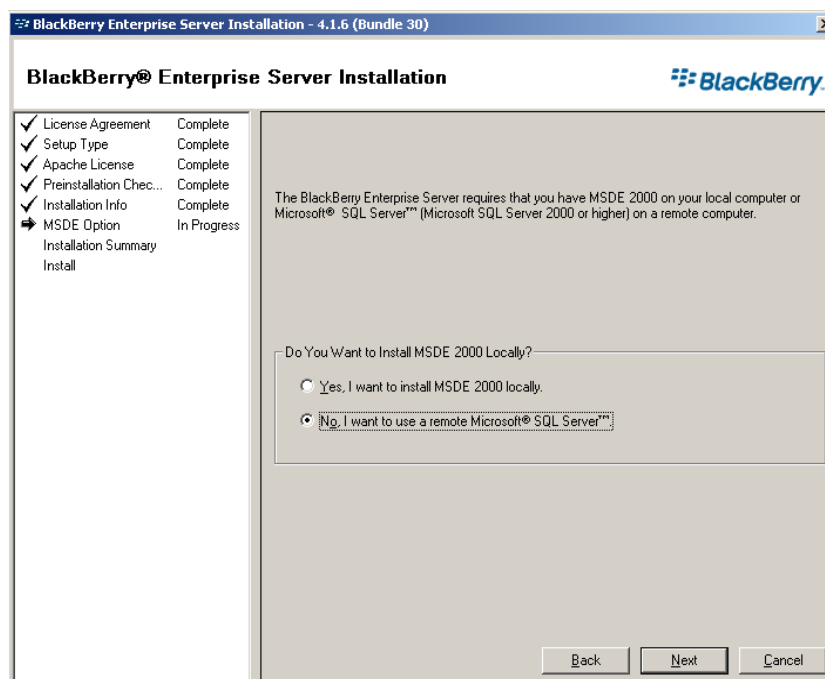 BlackBerry Enterprise Server Installation - 4.1.6 (Bundle 30)
BlackBerry® Enterprise Server Installation
BlackBerry.
License Agreement Complete
Setup Type Complete
Apache License Complete
Preinstallation Chec... Complete
Installation Info Complete
MSDE Option In Progress
Installation Summary
Install
The BlackBerry Enterprise Server requires that you have MSDE 2000 on your local computer or
Microsoft® SQL Server™ (Microsoft SQL Server 2000 or higher) on a remote computer.
Do You Want to Install MSDE 2000 Locally?
Yes, I want to install MSDE 2000 locally.
No, I want to use a remote Microsoft® SQL Server™.
Back Next Cancel